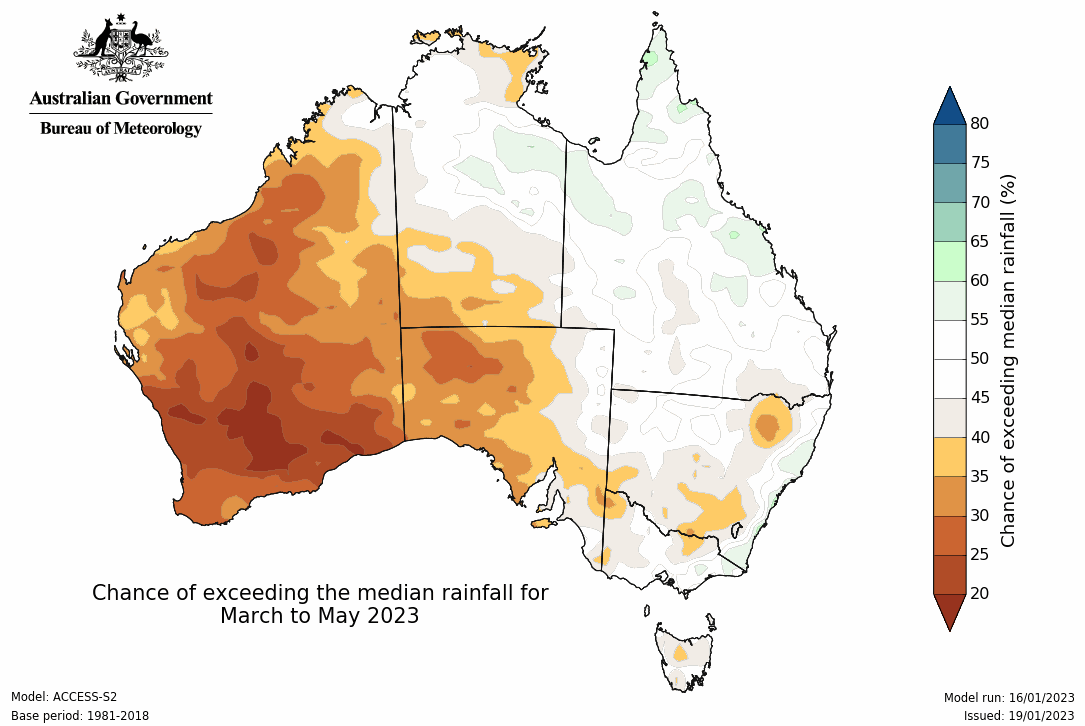 AUSTRALIA
Australian Government
Bureau of Meteorology
80
75
70
65
60
55
50
45
40
35
30
25
20
Chance of exceeding median rainfall (%)
Chance of exceeding the median rainfall for
March to May 2023
Model: ACCESS-S2
Base period: 1981-2018
Model run: 16/01/2023
Issued: 19/01/2023